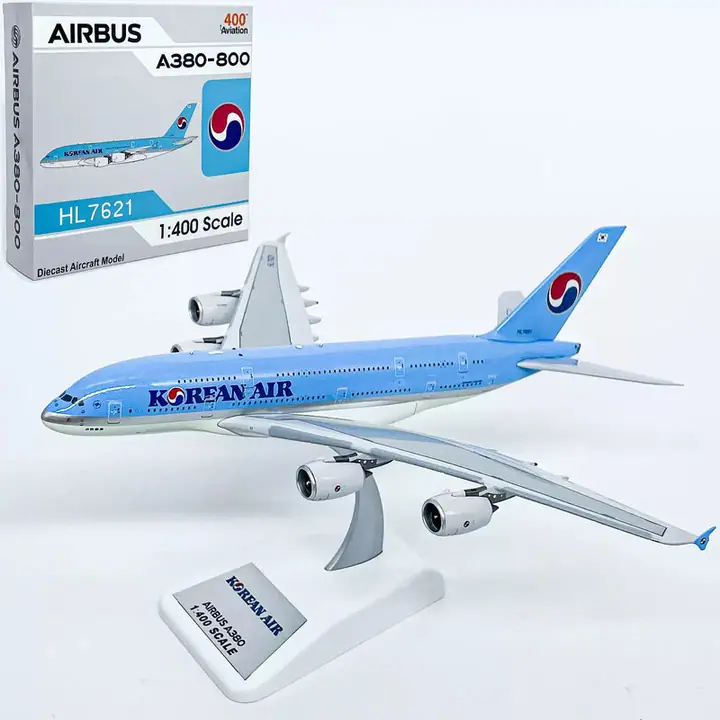 AIRBUS
400
Aviation
A380-800
AIRBUS A380-800
KOREAN AIR
HL7621
1:400 Scale
Diecast Aircraft Model
KOREAN AIR
KOREAN AIR
AIRBUS A380
1:400 SCALE